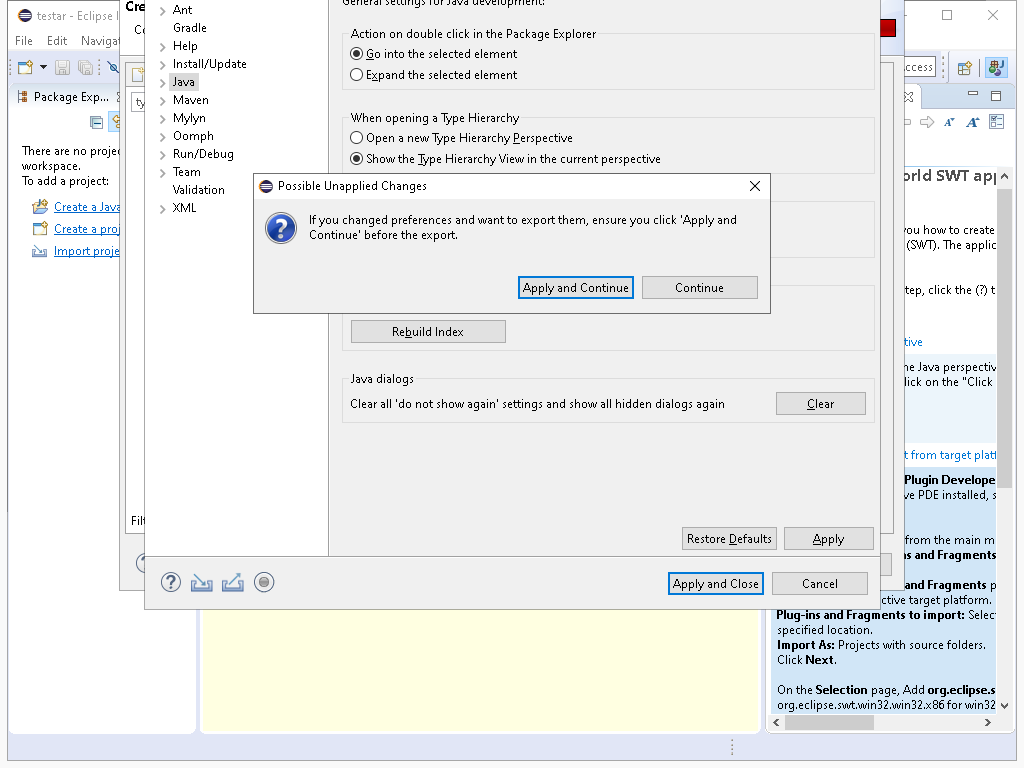 testar - Eclipse I
File Edit Naviga
Package Exp...
There are no proje
workspace.
To add a project:
Create a Java
Create a proj
Import proje
Cre
Ant
Gradle
Help
Install/Update
Java
Maven
Mylyn
Oomph
Run/Debug
Team
Validation
XML
General settings for Java development:
Action on double click in the Package Explorer
Go into the selected element
Expand the selected element
When opening a Type Hierarchy
Open a new Type Hierarchy Perspective
Show the Type Hierarchy View in the current perspective
Possible Unapplied Changes
If you changed preferences and want to export them, ensure you click 'Apply and
Continue' before the export.
Apply and Continue
Continue
Rebuild Index
Java dialogs
Clear all 'do not show again' settings and show all hidden dialogs again
Clear
Restore Defaults
Apply
Apply and Close
Cancel
Filt
ccess
orld SWT app
you how to create
(SWT). The applic
tep, click the (?) t
tive
he Java perspectiv
lick on the "Click
t from target platf
Plugin Develope
ve PDE installed, s
from the main m
ns and Fragments
and Fragments p
ctive target platform.
Plug-ins and Fragments to import: Selec
specified location.
Import As: Projects with source folders.
Click Next.
On the Selection page, Add org.eclipse.s
org.eclipse.swt.win32.win32.x86 for win32